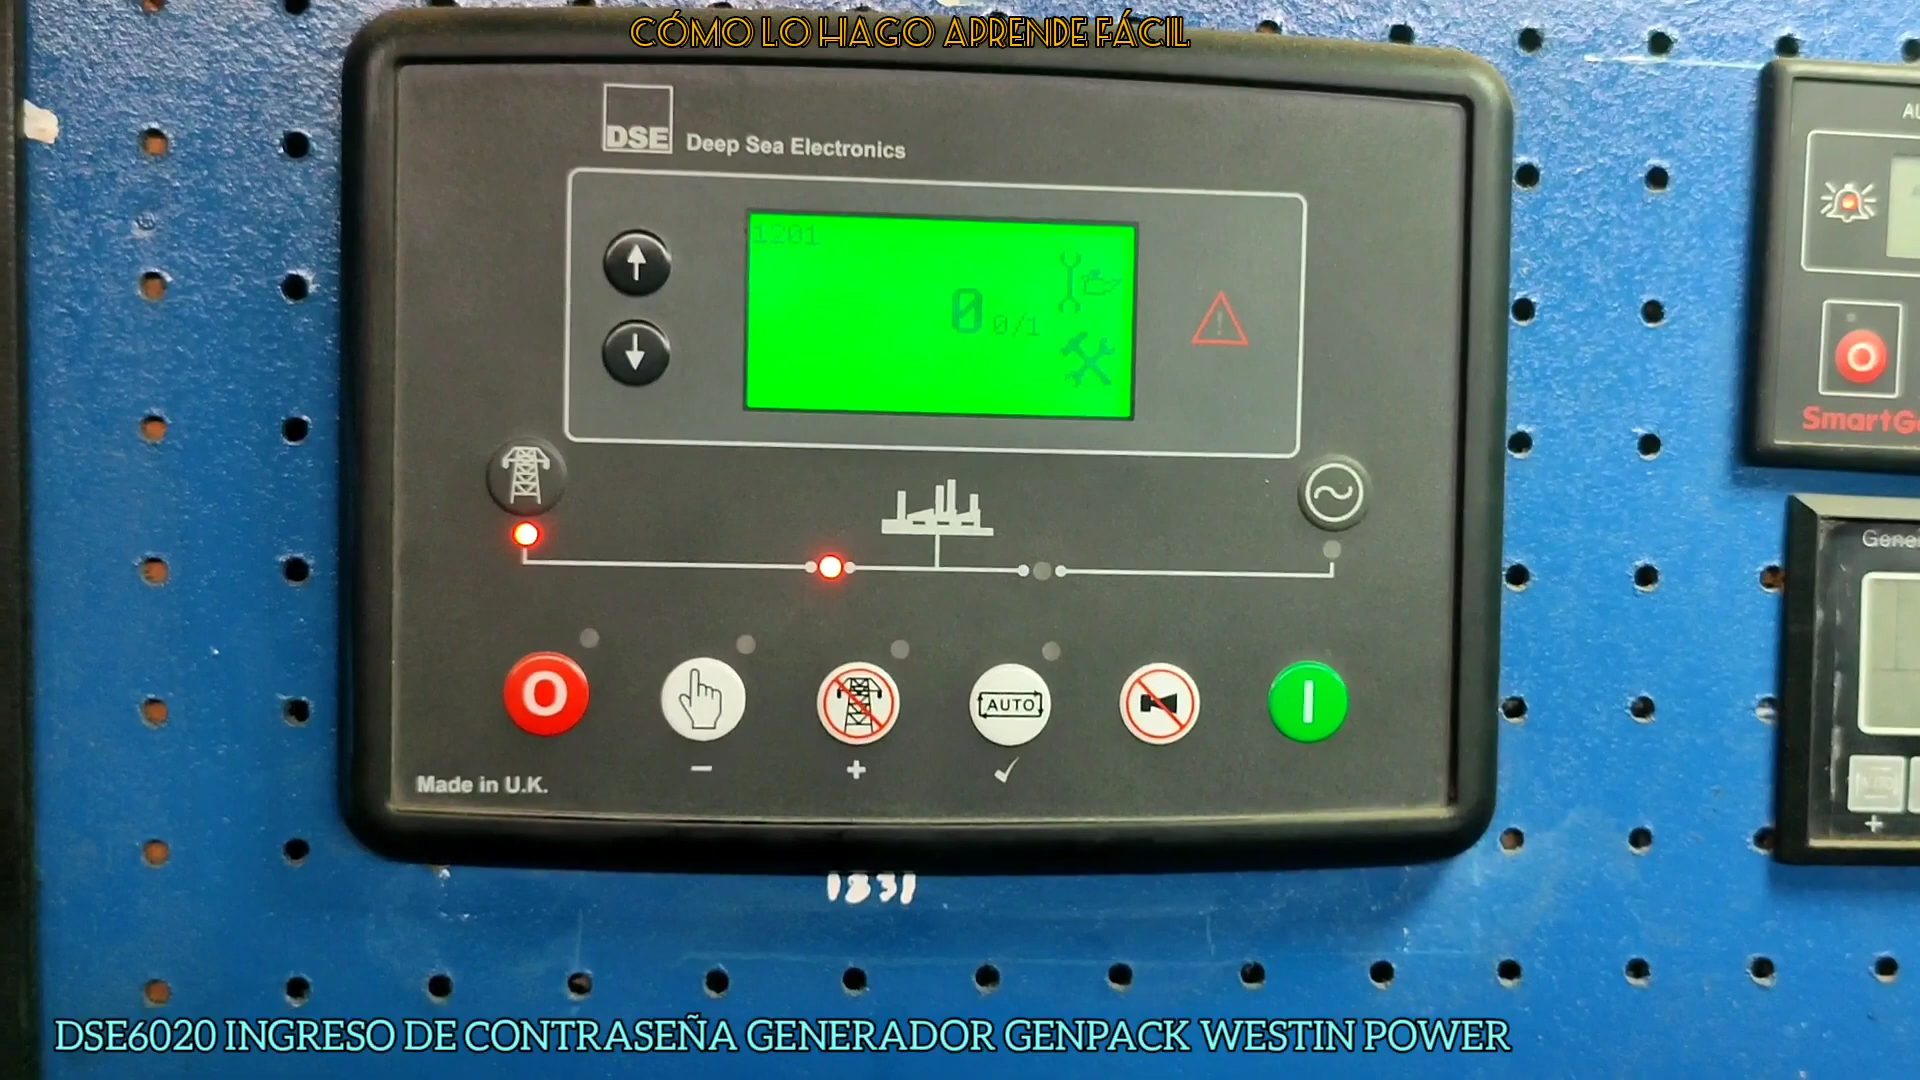 CÓMO LO HAGO APRENDE FÁCIL
DSE
Deep Sea Electronics
1201
0 0/1
O
AUTO
I
− + ✓
Made in U.K.
1831
SmartG
Gene
+
DSE6020 INGRESO DE CONTRASEÑA GENERADOR GENPACK WESTIN POWER